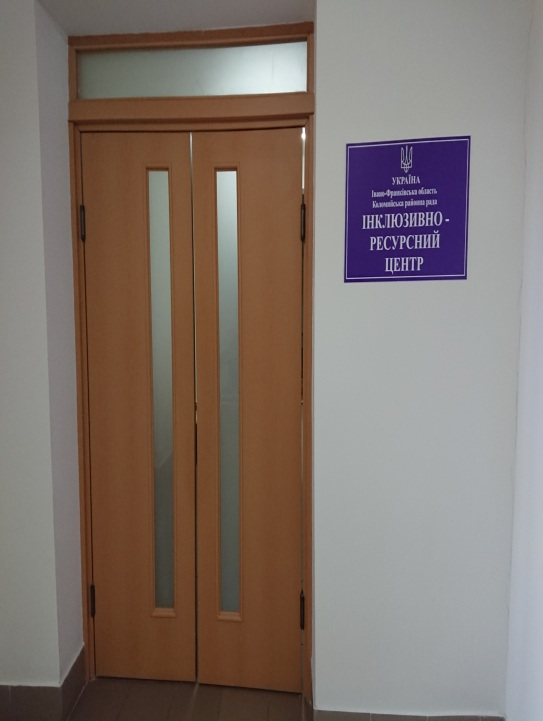 УКРАЇНА
Івано-Франківська область
Коломийська районна рада
ІНКЛЮЗИВНО -
РЕСУРСНИЙ
ЦЕНТР